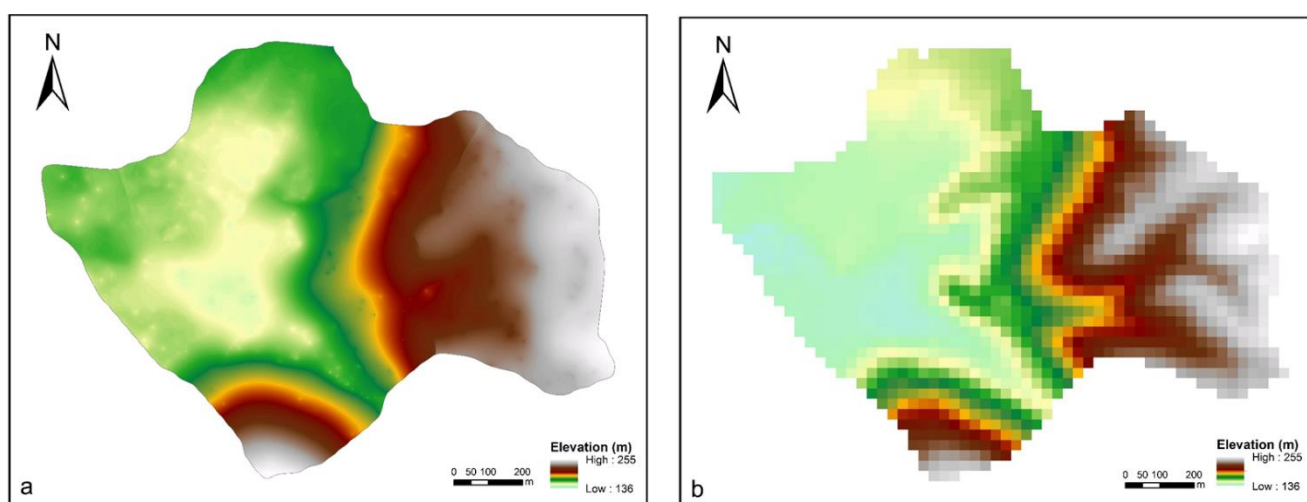 N
Elevation (m)
High : 255
Low : 136
0 50 100 200
m
a
N
Elevation (m)
High : 255
Low : 136
0 50 100 200
m
b